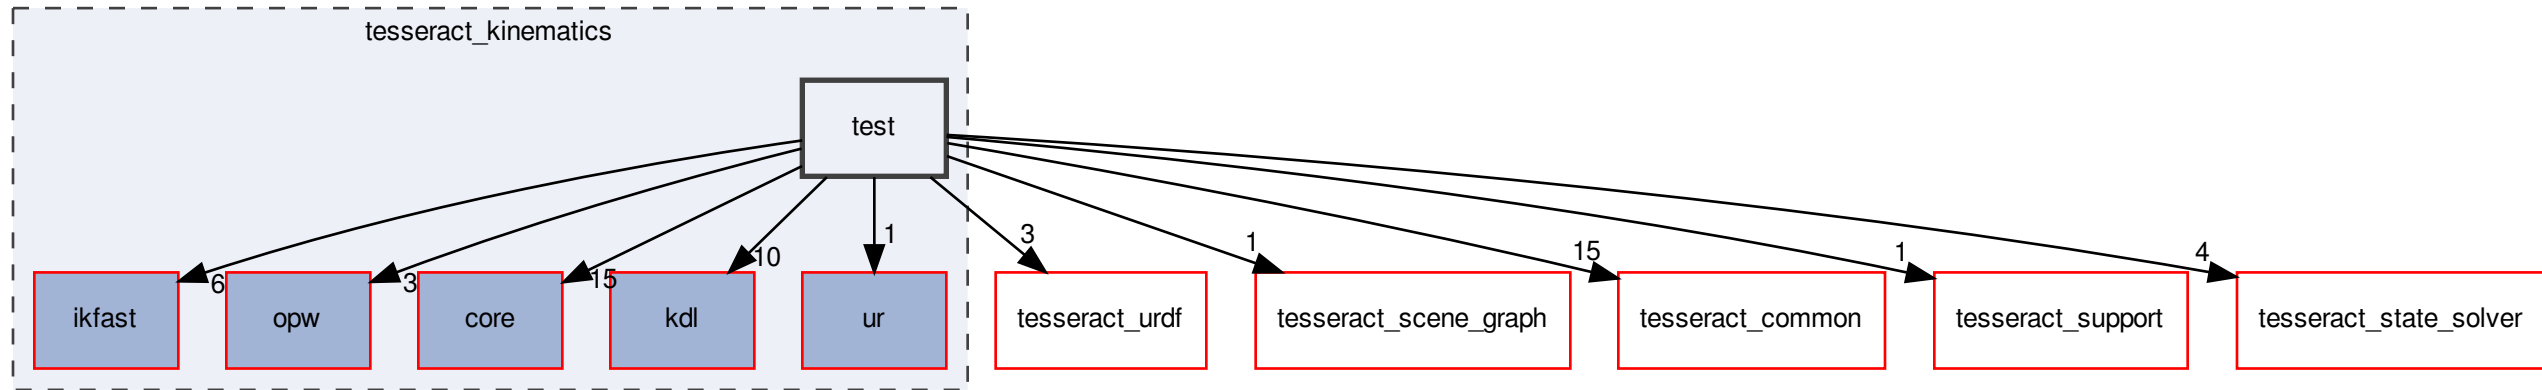 tesseract_kinematics
test
6
3
15
10
1
3
1
15
1
4
ikfast
opw
core
kdl
ur
tesseract_urdf
tesseract_scene_graph
tesseract_common
tesseract_support
tesseract_state_solver